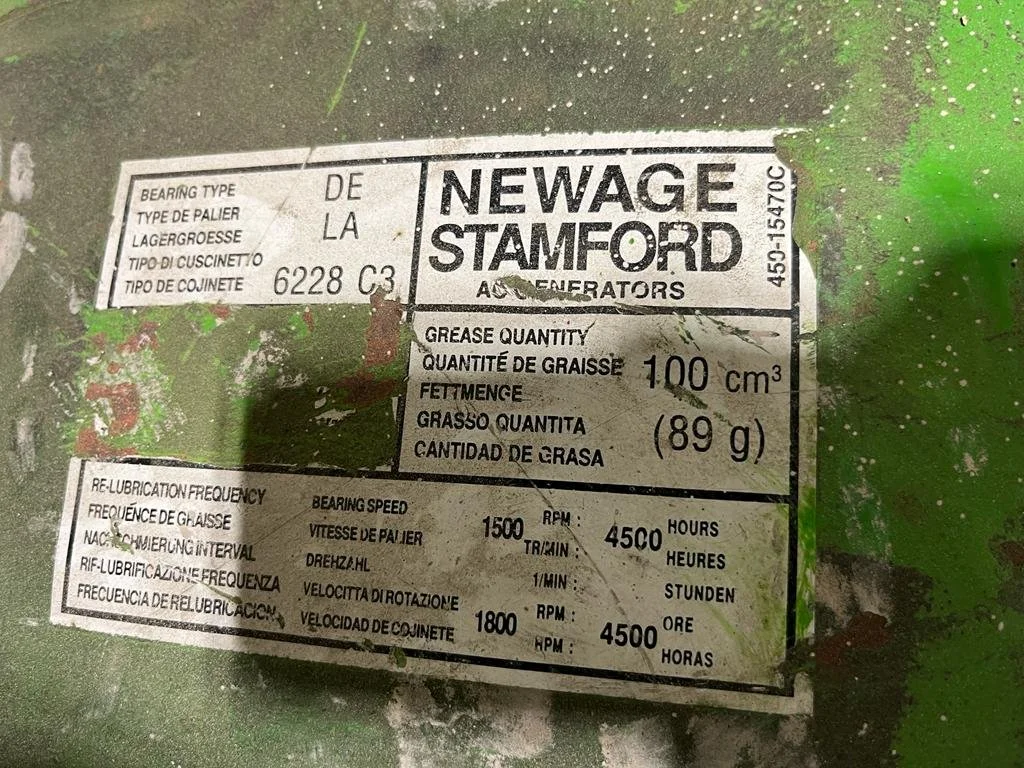 BEARING TYPE
TYPE DE PALIER
LAGERGROESSE
TIPO DI CUSCINETTO
TIPO DE COJINETE
DE
LA
6228 C3
NEWAGE
STAMFORD
AC GENERATORS
450-15470C
GREASE QUANTITY
QUANTITÉ DE GRAISSE
FETTMENGE
GRASSO QUANTITA
CANTIDAD DE GRASA
100 cm³
(89 g)
RE-LUBRICATION FREQUENCY
FREQUENCE DE GRAISSE
NACHSCHMIERUNG INTERVAL
RIF-LUBRIFICAZIONE FREQUENZA
FRECUENCIA DE RELUBRICACION
BEARING SPEED
VITESSE DE PALIER
DREHZAHL
VELOCITTA DI ROTAZIONE
VELOCIDAD DE COJINETE
1500 RPM : 4500 HOURS
TR/MIN : HEURES
1/MIN : STUNDEN
1800 RPM : 4500 ORE
RPM : HORAS